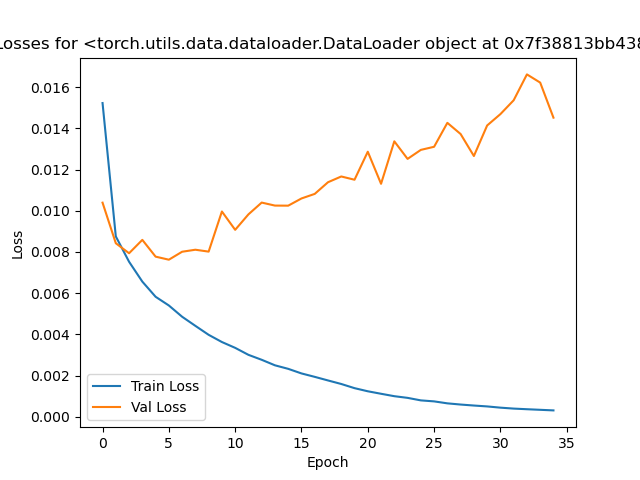 Losses for <torch.utils.data.dataloader.DataLoader object at 0x7f38813bb438
0.016
0.014
0.012
0.010
0.008
0.006
0.004
0.002
0.000
Loss
Train Loss
Val Loss
0 5 10 15 20 25 30 35
Epoch